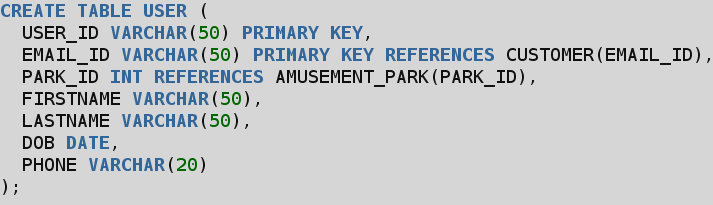 CREATE TABLE USER (
  USER_ID VARCHAR(50) PRIMARY KEY,
  EMAIL_ID VARCHAR(50) PRIMARY KEY REFERENCES CUSTOMER(EMAIL_ID),
  PARK_ID INT REFERENCES AMUSEMENT_PARK(PARK_ID),
  FIRSTNAME VARCHAR(50),
  LASTNAME VARCHAR(50),
  DOB DATE,
  PHONE VARCHAR(20)
);